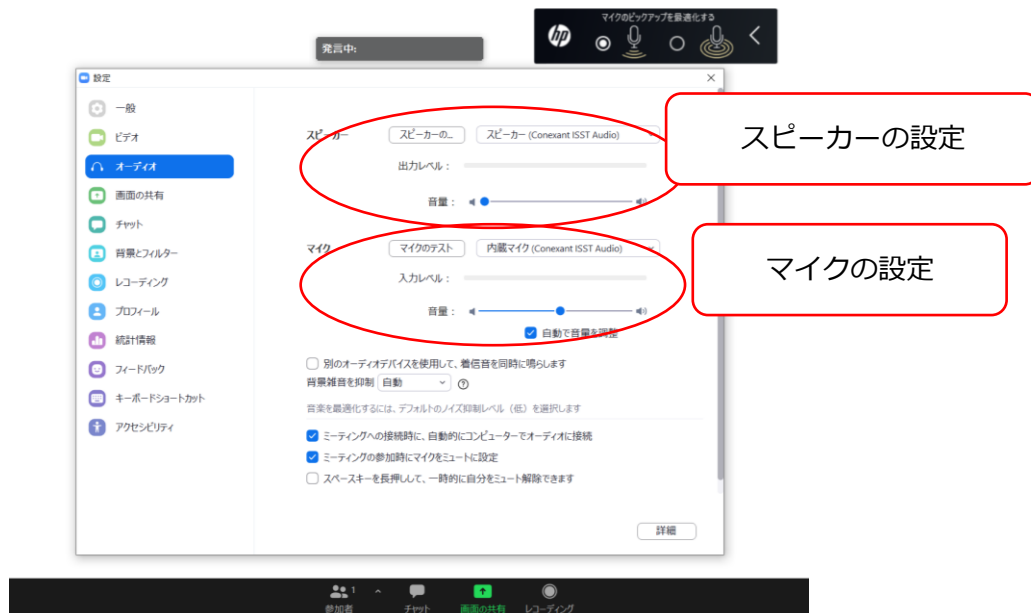 マイクのピックアップを最適化する
hp
発言中:
設定
一般
ビデオ
オーディオ
画面の共有
チャット
背景とフィルター
レコーディング
プロフィール
統計情報
フィードバック
キーボードショートカット
アクセシビリティ
スピーカー
スピーカーの...
スピーカー (Conexant ISST Audio)
出力レベル:
音量:
スピーカーの設定
マイク
マイクのテスト
内蔵マイク (Conexant ISST Audio)
入力レベル:
音量:
自動で音量を調整
マイクの設定
別のオーディオデバイスを使用して、着信音を同時に鳴らします
背景雑音を抑制 自動
音楽を最適化するには、デフォルトのノイズ抑制レベル(低)を選択します
ミーティングへの接続時に、自動的にコンピューターでオーディオに接続
ミーティングの参加時にマイクをミュートに設定
スペースキーを長押しして、一時的に自分をミュート解除できます
詳細
1
参加者
チャット
画面の共有
レコーディング